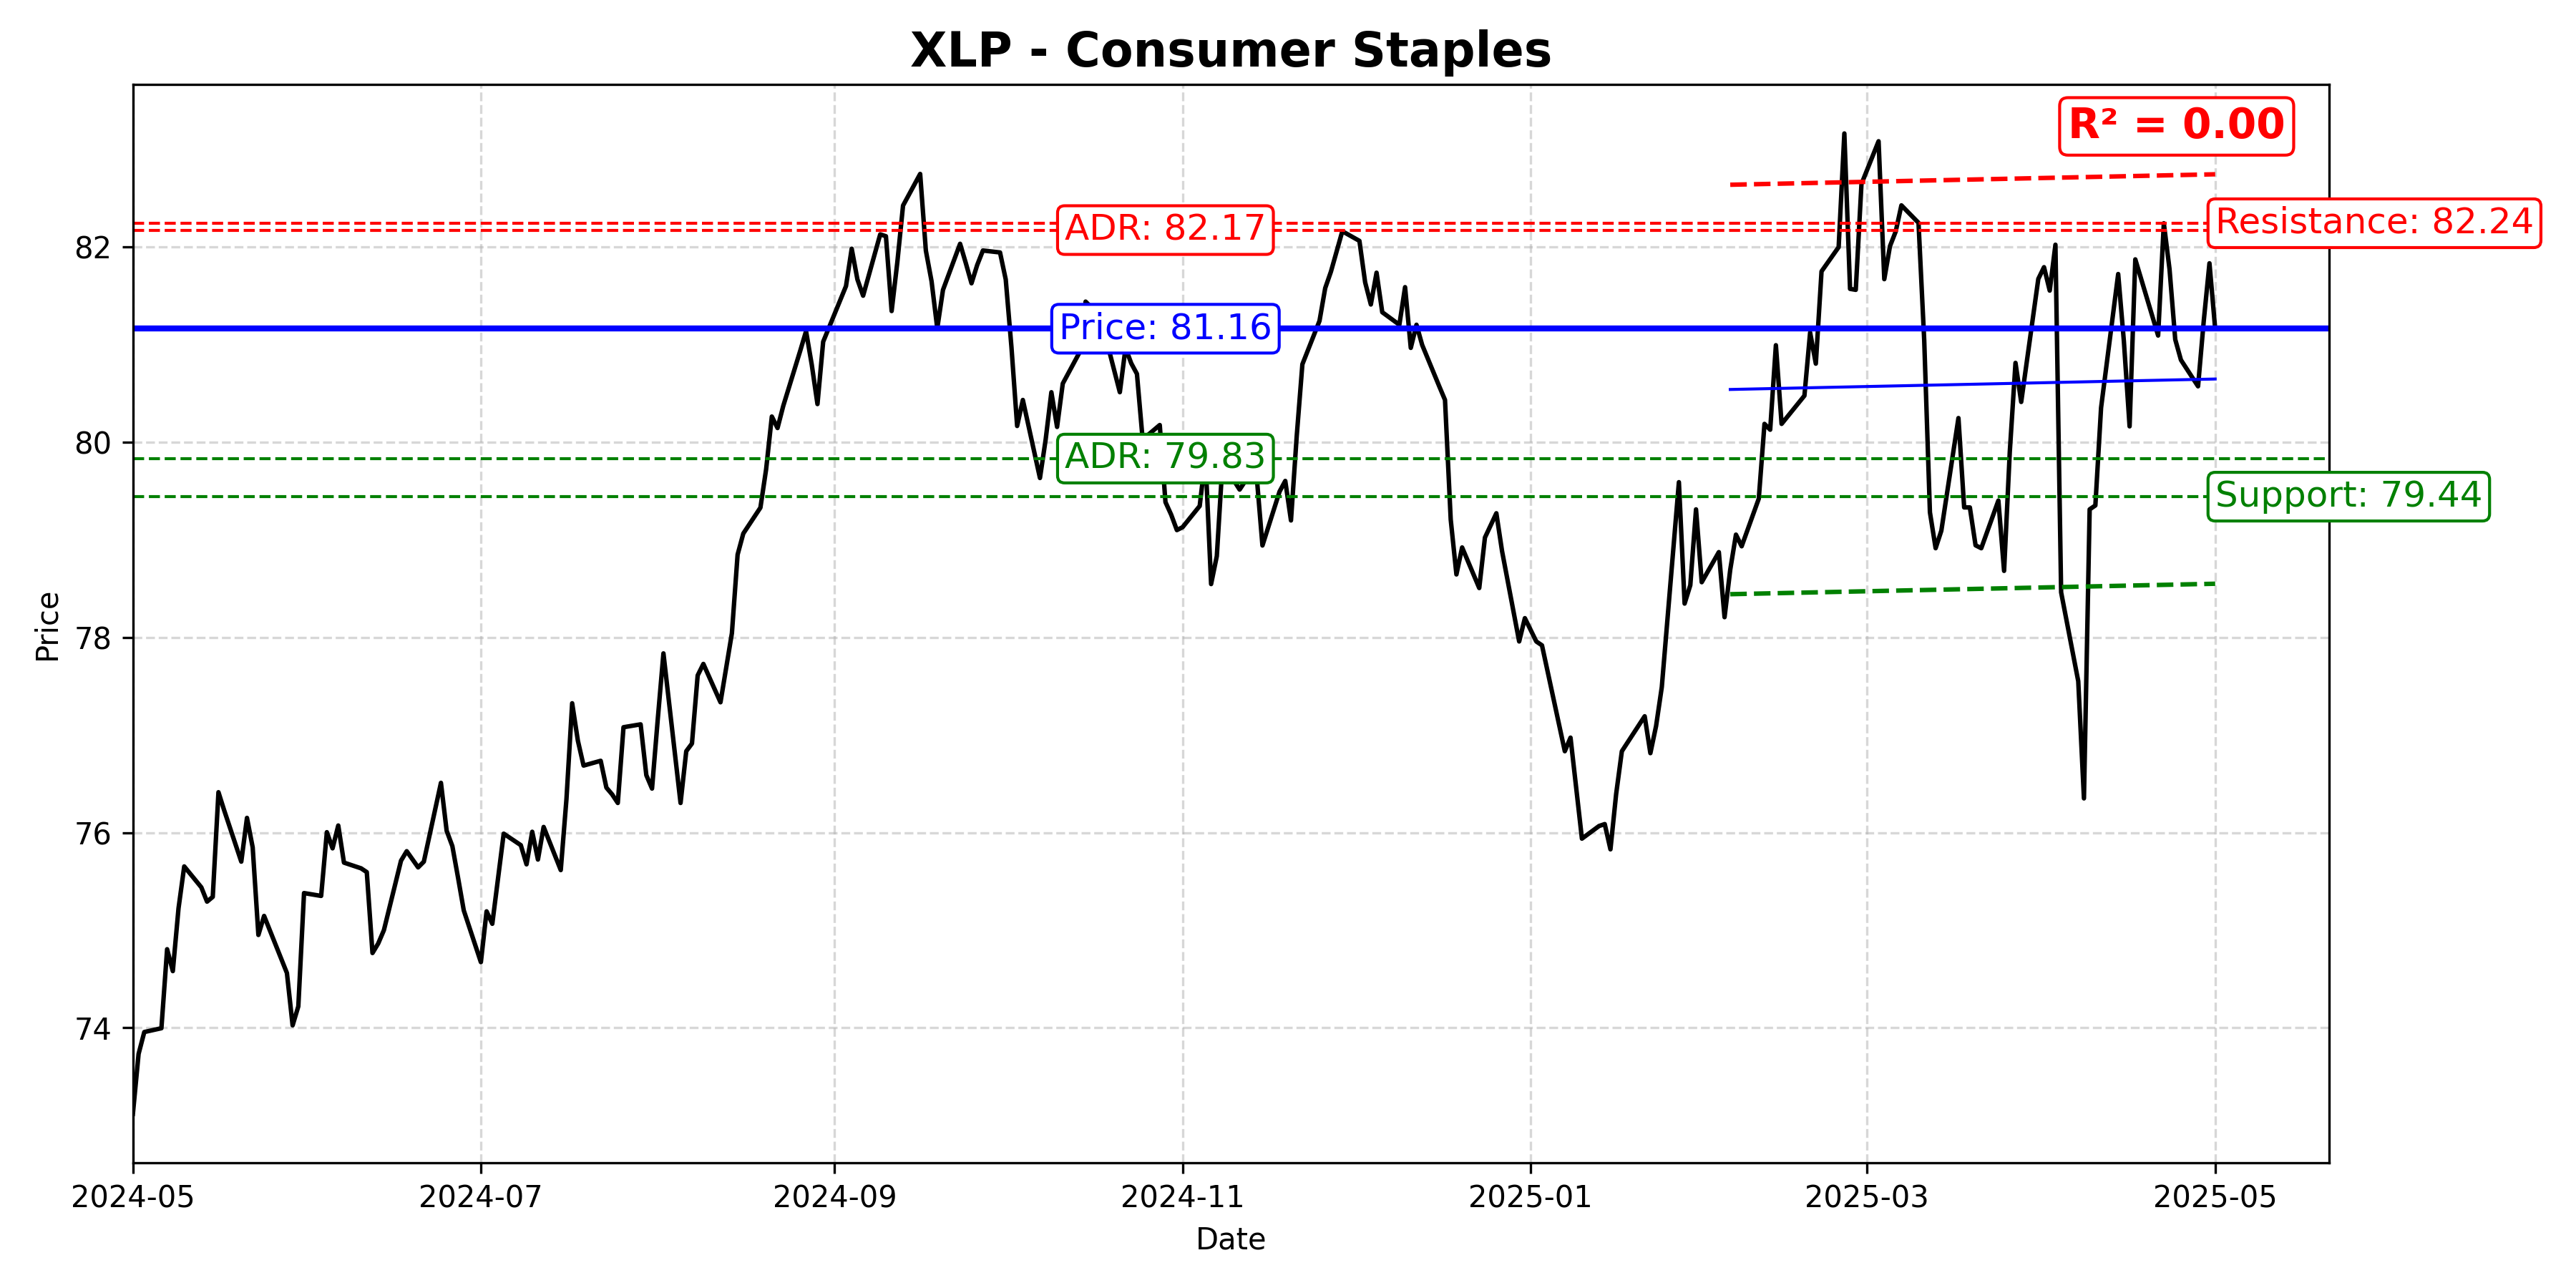 XLP - Consumer Staples
R² = 0.00
ADR: 82.17
Resistance: 82.24
Price: 81.16
ADR: 79.83
Support: 79.44
Price
82
80
78
76
74
2024-05
2024-07
2024-09
2024-11
2025-01
2025-03
2025-05
Date